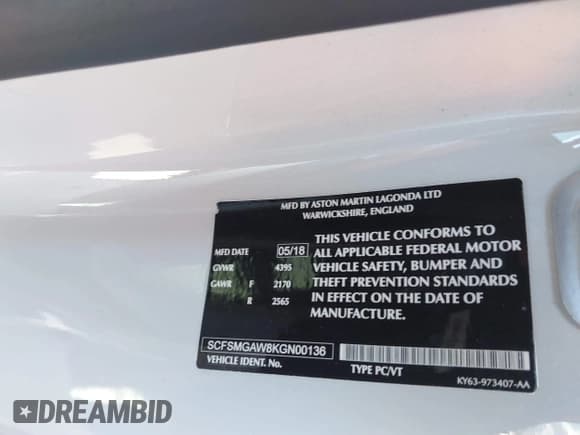 MFD BY ASTON MARTIN LAGONDA LTD
WARWICKSHIRE, ENGLAND
MFD DATE 05/18
GVWR 4395
GAWR F 2170
R 2565
THIS VEHICLE CONFORMS TO
ALL APPLICABLE FEDERAL MOTOR
VEHICLE SAFETY, BUMPER AND
THEFT PREVENTION STANDARDS
IN EFFECT ON THE DATE OF
MANUFACTURE.
SCFSMGAW8KGN00136
VEHICLE IDENT. No.
TYPE PC/VT
KY63-973407-AA
DREAMBID